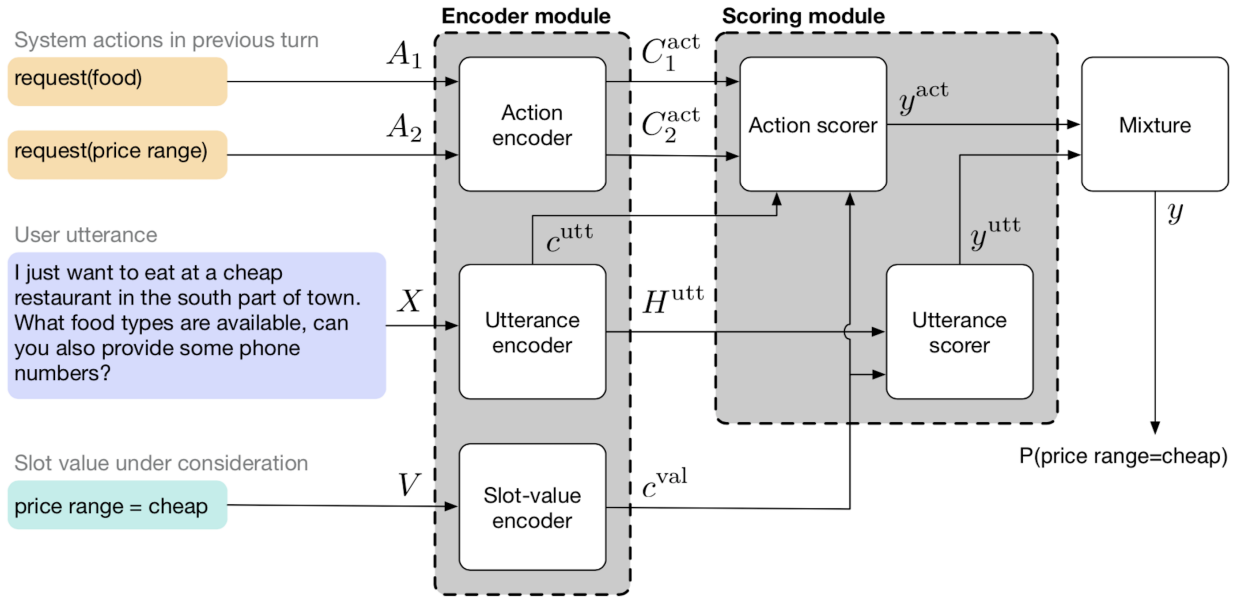 Encoder module
Scoring module
System actions in previous turn
request(food)
A₁
Action
encoder
C₁ᵃᶜᵗ
Action scorer
yᵃᶜᵗ
Mixture
request(price range)
A₂
C₂ᵃᶜᵗ
y
User utterance
I just want to eat at a cheap
restaurant in the south part of town.
What food types are available, can
you also provide some phone
numbers?
X
cᵘᵗᵗ
Utterance
encoder
Hᵘᵗᵗ
yᵘᵗᵗ
Utterance
scorer
P(price range=cheap)
Slot value under consideration
price range = cheap
V
Slot-value
encoder
cᵛᵃˡ